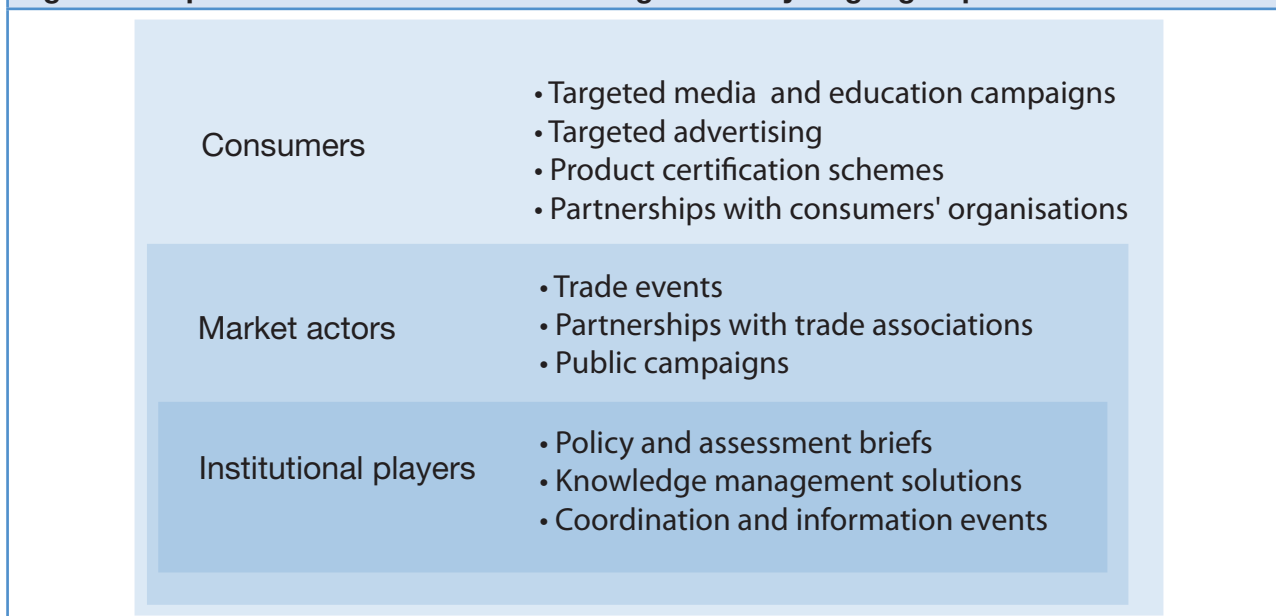 Consumers
• Targeted media and education campaigns
• Targeted advertising
• Product certification schemes
• Partnerships with consumers' organisations
Market actors
• Trade events
• Partnerships with trade associations
• Public campaigns
Institutional players
• Policy and assessment briefs
• Knowledge management solutions
• Coordination and information events